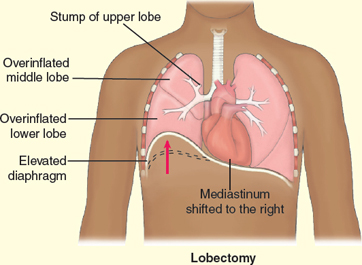 Stump of upper lobe
Overinflated
middle lobe
Overinflated
lower lobe
Elevated
diaphragm
Mediastinum
shifted to the right
Lobectomy